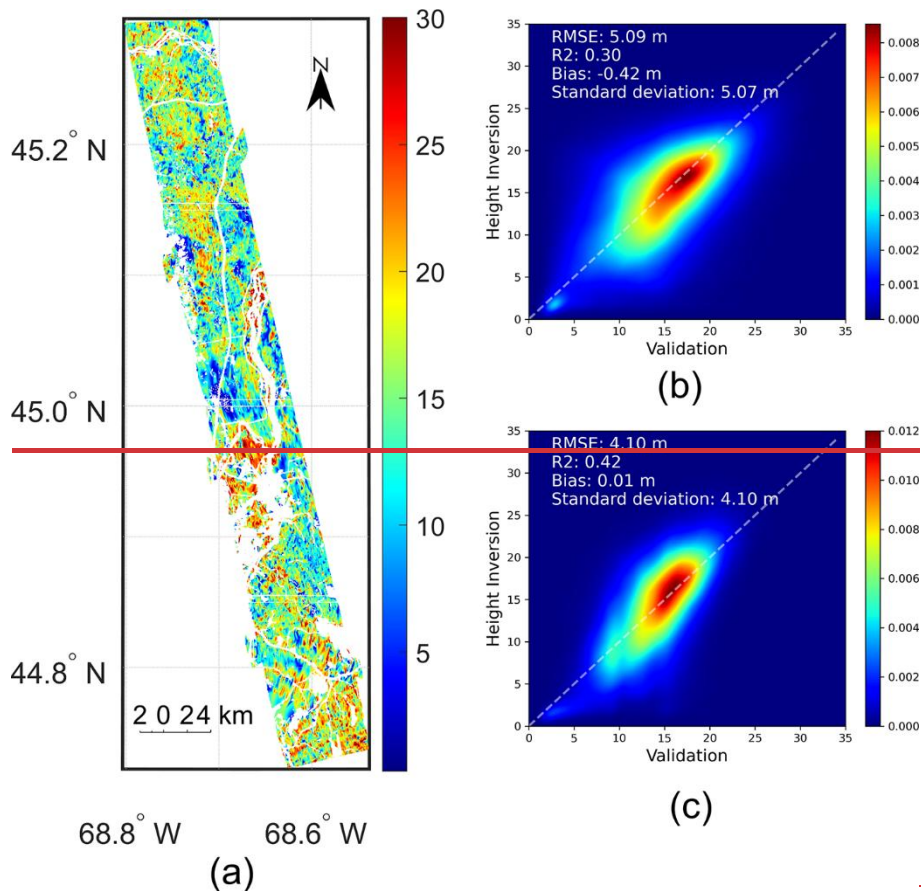 30
25
20
15
10
5
N
45.2° N
45.0° N
44.8° N
2 0 24 km
68.8° W
68.6° W
(a)
RMSE: 5.09 m
R2: 0.30
Bias: -0.42 m
Standard deviation: 5.07 m
Height Inversion
35
30
25
20
15
10
5
0
0 5 10 15 20 25 30 35
Validation
0.008
0.007
0.006
0.005
0.004
0.003
0.002
0.001
0.000
(b)
RMSE: 4.10 m
R2: 0.42
Bias: 0.01 m
Standard deviation: 4.10 m
Height Inversion
35
30
25
20
15
10
5
0
0 5 10 15 20 25 30 35
Validation
0.012
0.010
0.008
0.006
0.004
0.002
0.000
(c)